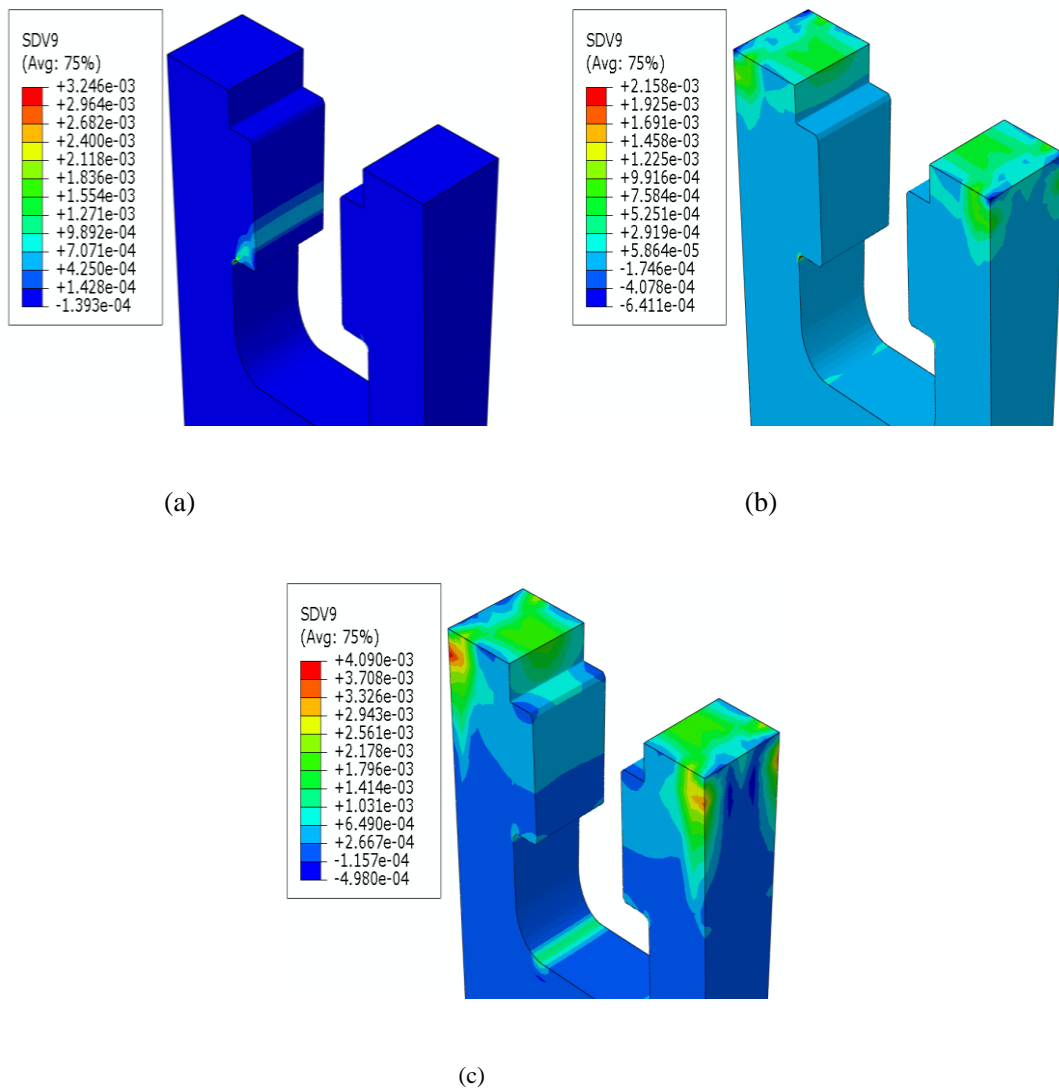 SDV9
(Avg: 75%)
+3.246e-03
+2.964e-03
+2.682e-03
+2.400e-03
+2.118e-03
+1.836e-03
+1.554e-03
+1.271e-03
+9.892e-04
+7.071e-04
+4.250e-04
+1.428e-04
-1.393e-04
(a)
SDV9
(Avg: 75%)
+2.158e-03
+1.925e-03
+1.691e-03
+1.458e-03
+1.225e-03
+9.916e-04
+7.584e-04
+5.251e-04
+2.919e-04
+5.864e-05
-1.746e-04
-4.078e-04
-6.411e-04
(b)
SDV9
(Avg: 75%)
+4.090e-03
+3.708e-03
+3.326e-03
+2.943e-03
+2.561e-03
+2.178e-03
+1.796e-03
+1.414e-03
+1.031e-03
+6.490e-04
+2.667e-04
-1.157e-04
-4.980e-04
(c)